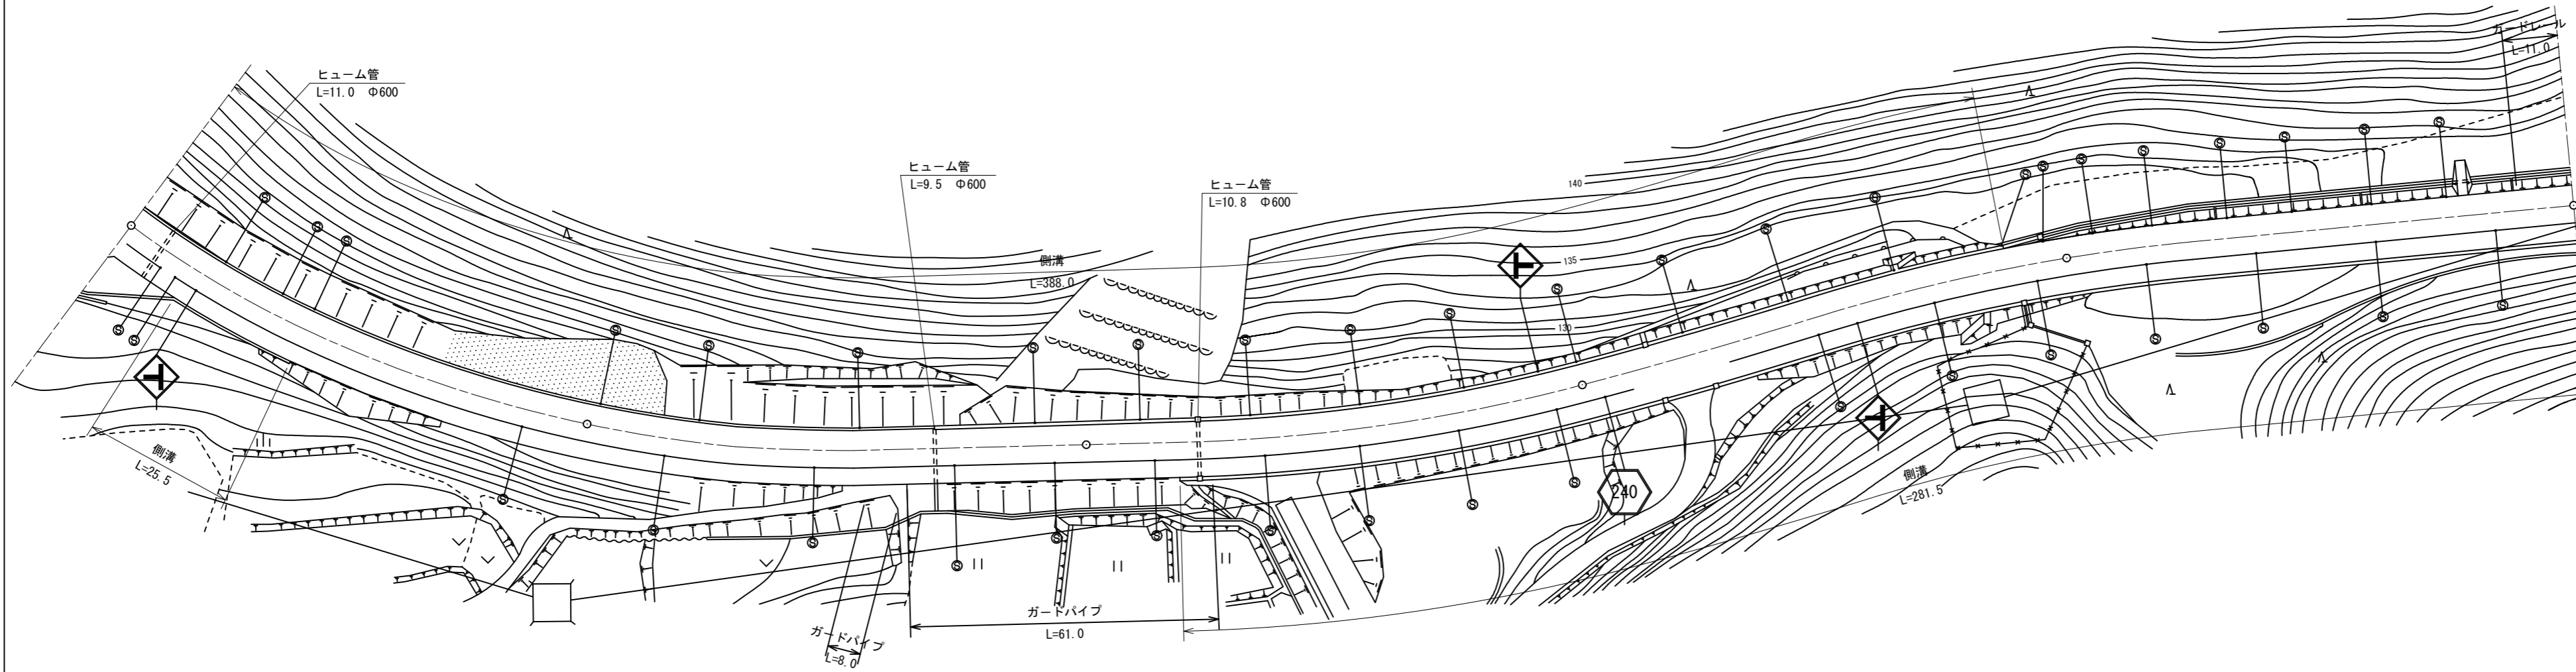 ヒューム管
L=11.0 Φ600
ヒューム管
L=9.5 Φ600
ヒューム管
L=10.8 Φ600
側溝
L=388.0
140
135
130
ガードレール
L=11.0
側溝
L=25.5
240
側溝
L=281.5
ガードパイプ
L=61.0
ガードパイプ
L=8.0